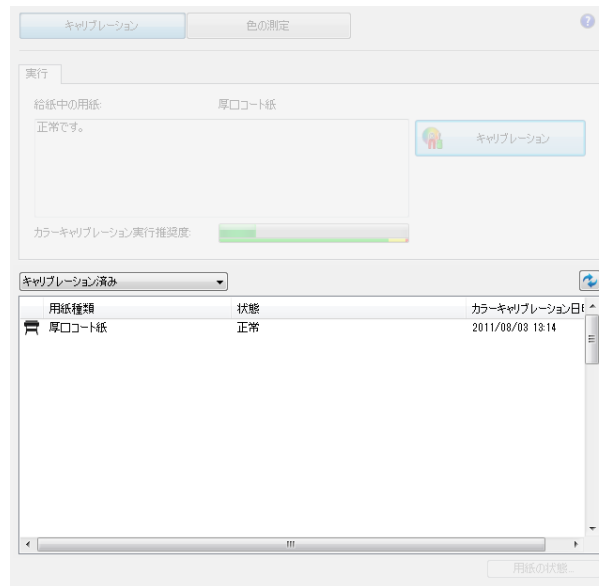 キャリブレーション 色の測定
実行
給紙中の用紙: 厚口コート紙
正常です。
キャリブレーション
カラーキャリブレーション実行推奨度:
キャリブレーション済み
用紙種類 状態 カラーキャリブレーション日
厚口コート紙 正常 2011/08/03 13:14
用紙の状態...